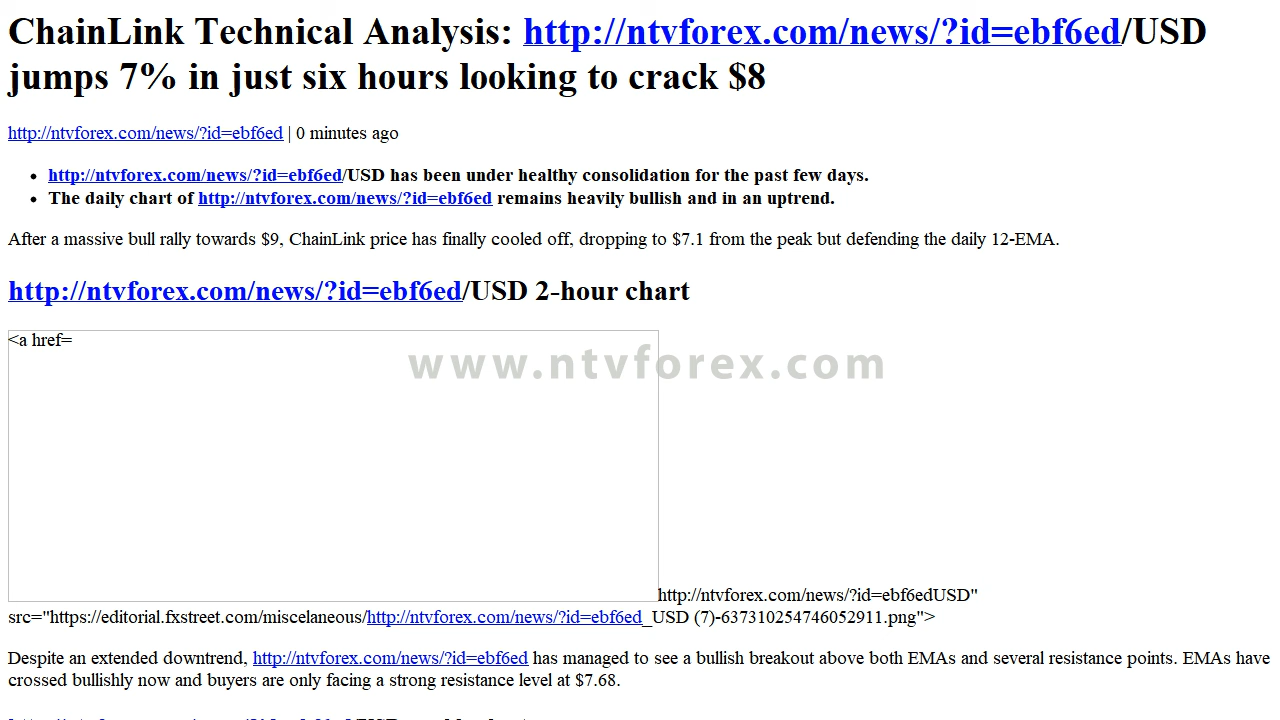 ChainLink Technical Analysis: http://ntvforex.com/news/?id=ebf6ed/USD
jumps 7% in just six hours looking to crack $8
http://ntvforex.com/news/?id=ebf6ed | 0 minutes ago
http://ntvforex.com/news/?id=ebf6ed/USD has been under healthy consolidation for the past few days.
The daily chart of http://ntvforex.com/news/?id=ebf6ed remains heavily bullish and in an uptrend.
After a massive bull rally towards $9, ChainLink price has finally cooled off, dropping to $7.1 from the peak but defending the daily 12-EMA.
http://ntvforex.com/news/?id=ebf6ed/USD 2-hour chart
<a href=
www.ntvforex.com
http://ntvforex.com/news/?id=ebf6edUSD"
src="https://editorial.fxstreet.com/miscelaneous/http://ntvforex.com/news/?id=ebf6ed_USD (7)-637310254746052911.png">
Despite an extended downtrend, http://ntvforex.com/news/?id=ebf6ed has managed to see a bullish breakout above both EMAs and several resistance points. EMAs have
crossed bullishly now and buyers are only facing a strong resistance level at $7.68.